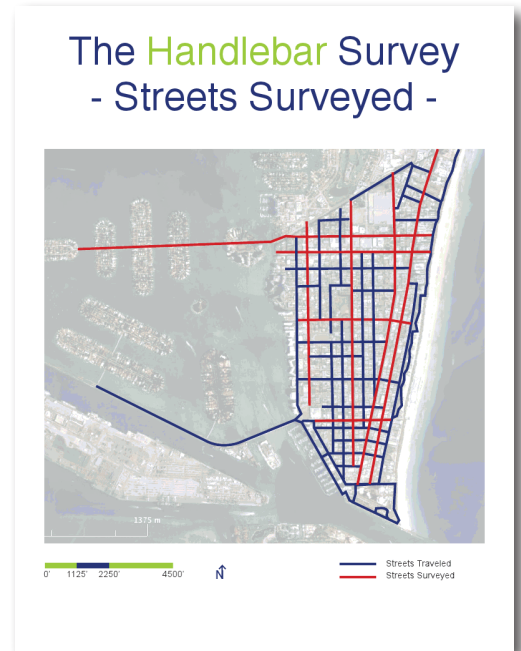 The Handlebar Survey
- Streets Surveyed -
1375 m
0' 1125' 2250' 4500'
N
Streets Traveled
Streets Surveyed